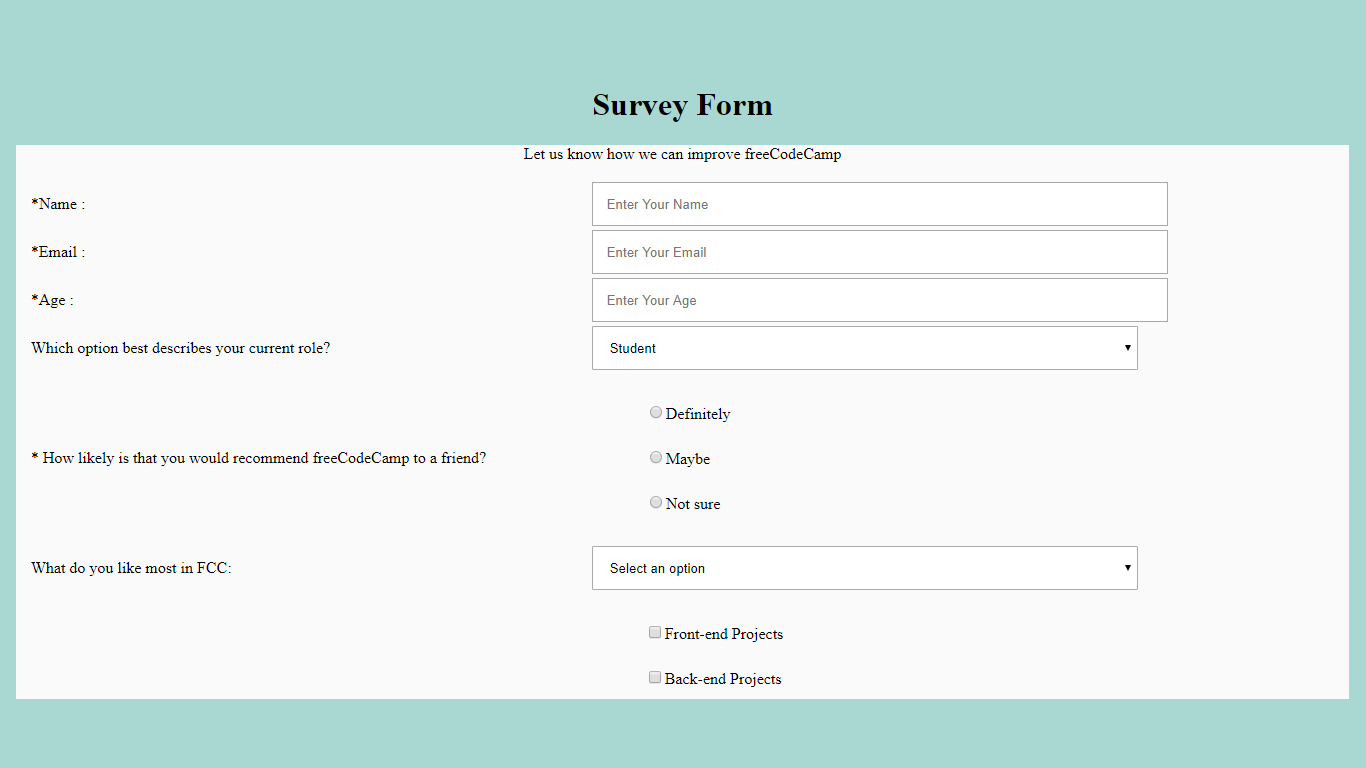 Survey Form
Let us know how we can improve freeCodeCamp
*Name : Enter Your Name
*Email : Enter Your Email
*Age : Enter Your Age
Which option best describes your current role? Student
Definitely
* How likely is that you would recommend freeCodeCamp to a friend? Maybe
Not sure
What do you like most in FCC: Select an option
Front-end Projects
Back-end Projects